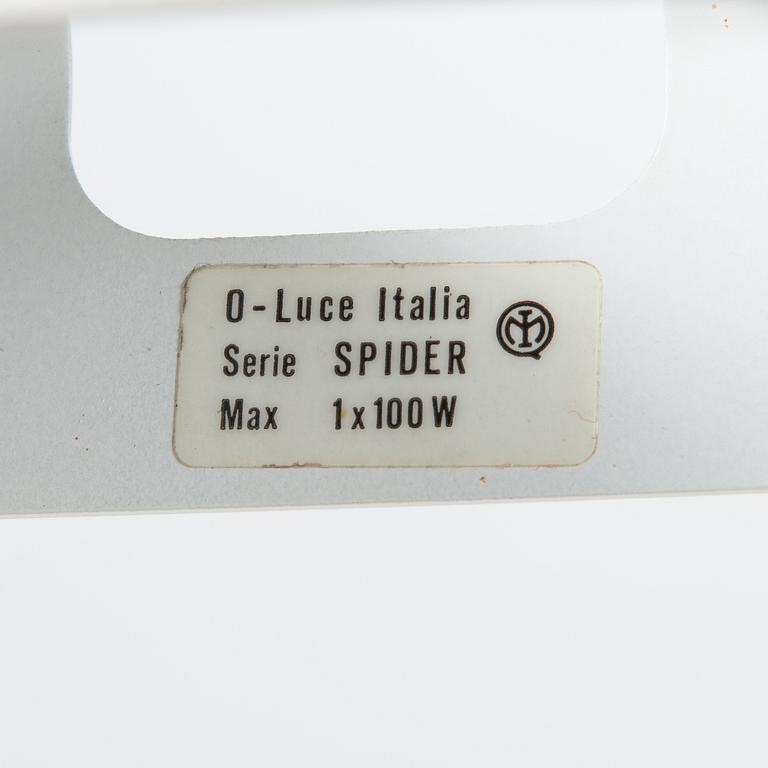 O-Luce Italia
Serie SPIDER
Max 1x100W